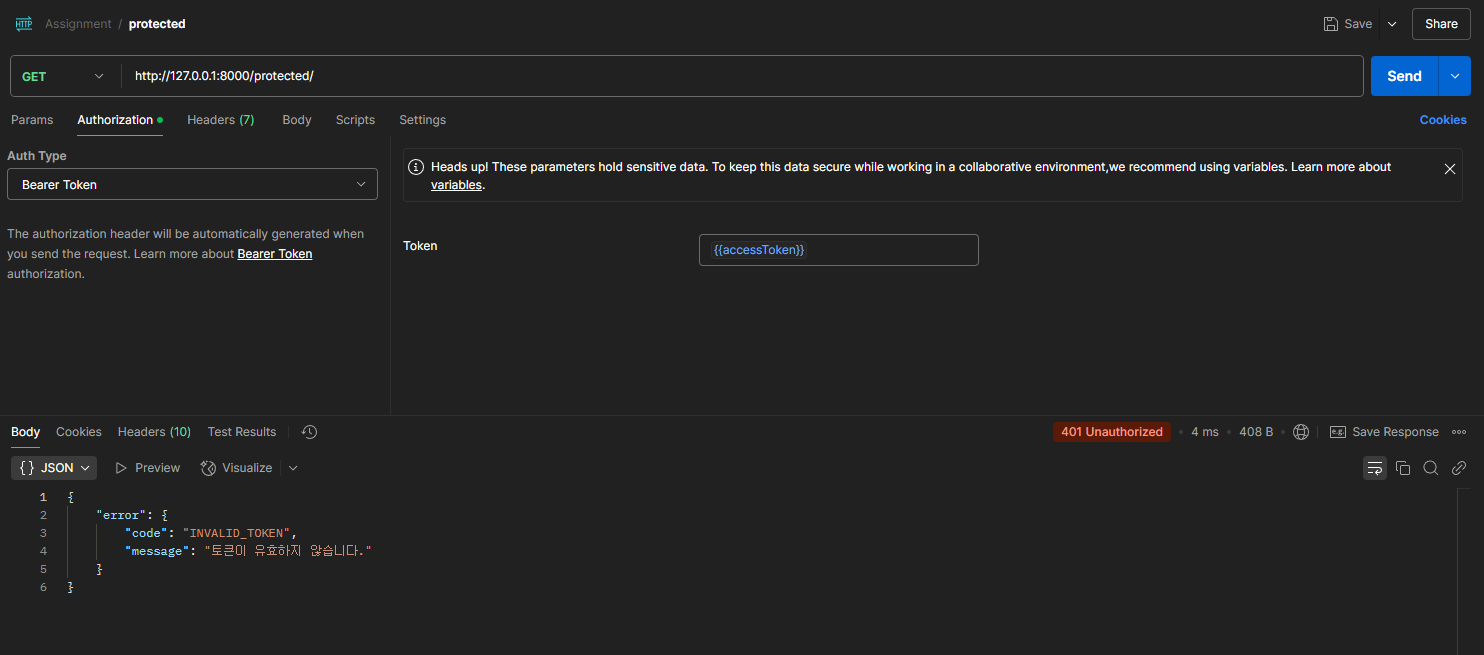 HTTP Assignment / protected Save Share
GET http://127.0.0.1:8000/protected/ Send
Params Authorization Headers (7) Body Scripts Settings Cookies
Auth Type
Bearer Token
The authorization header will be automatically generated when
you send the request. Learn more about Bearer Token
authorization.
Heads up! These parameters hold sensitive data. To keep this data secure while working in a collaborative environment,we recommend using variables. Learn more about
variables.
Token {{accessToken}}
Body Cookies Headers (10) Test Results 401 Unauthorized 4 ms 408 B e.g. Save Response
{} JSON Preview Visualize
1 {
2 "error": {
3 "code": "INVALID_TOKEN",
4 "message": "토큰이 유효하지 않습니다."
5 }
6 }